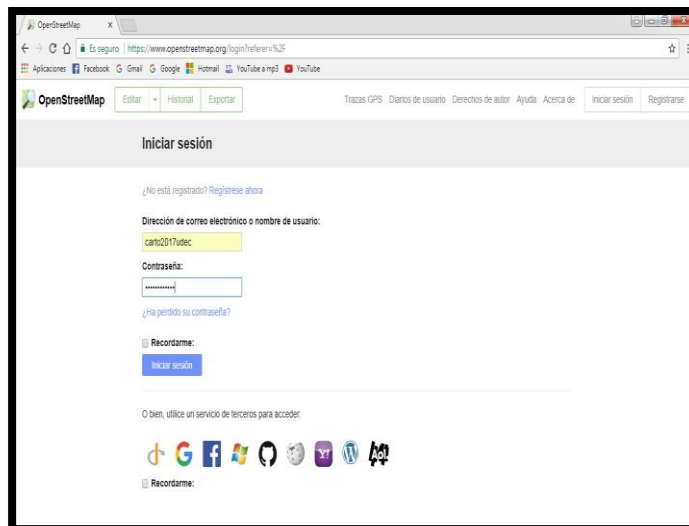 OpenStreetMap x
Es seguro | https://www.openstreetmap.org/login?referer=%2F
Aplicaciones Facebook Gmail Google Hotmail YouTube a mp3 YouTube
OpenStreetMap Editar Historial Exportar Trazas GPS Diarios de usuario Derechos de autor Ayuda Acerca de Iniciar sesión Registrarse
Iniciar sesión
¿No está registrado? Regístrese ahora
Dirección de correo electrónico o nombre de usuario:
carto2017udec
Contraseña:
••••••••••••
¿Ha perdido su contraseña?
Recordarme:
Iniciar sesión
O bien, utilice un servicio de terceros para acceder:
Y! Aol
Recordarme: